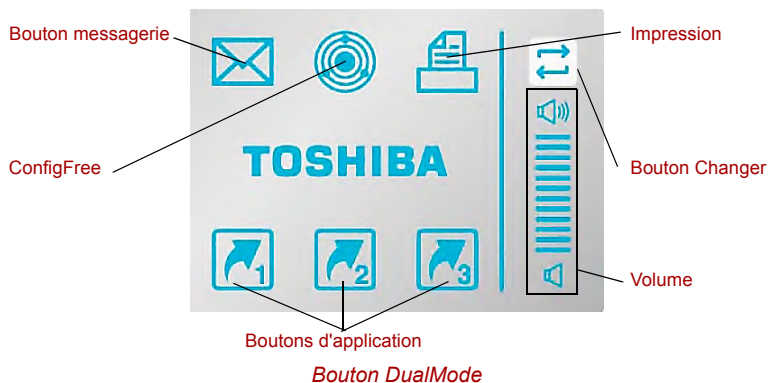 Bouton messagerie
Impression
TOSHIBA
ConfigFree
Bouton Changer
1
2
3
Volume
Boutons d'application
Bouton DualMode